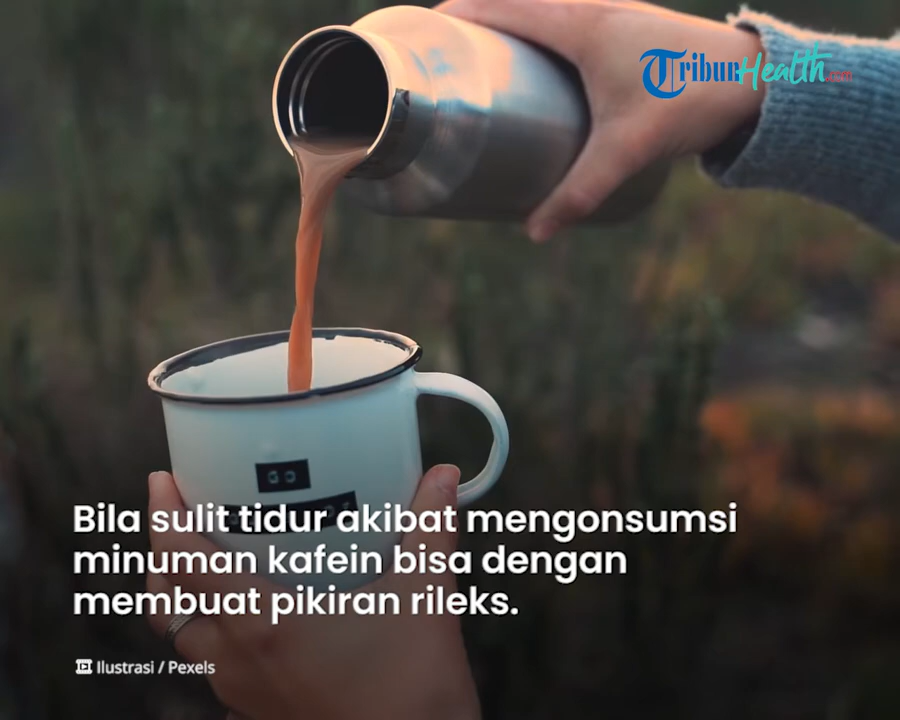 TribunHealth.com
GO
Bila sulit tidur akibat mengonsumsi
minuman kafein bisa dengan
membuat pikiran rileks.
Ilustrasi / Pexels